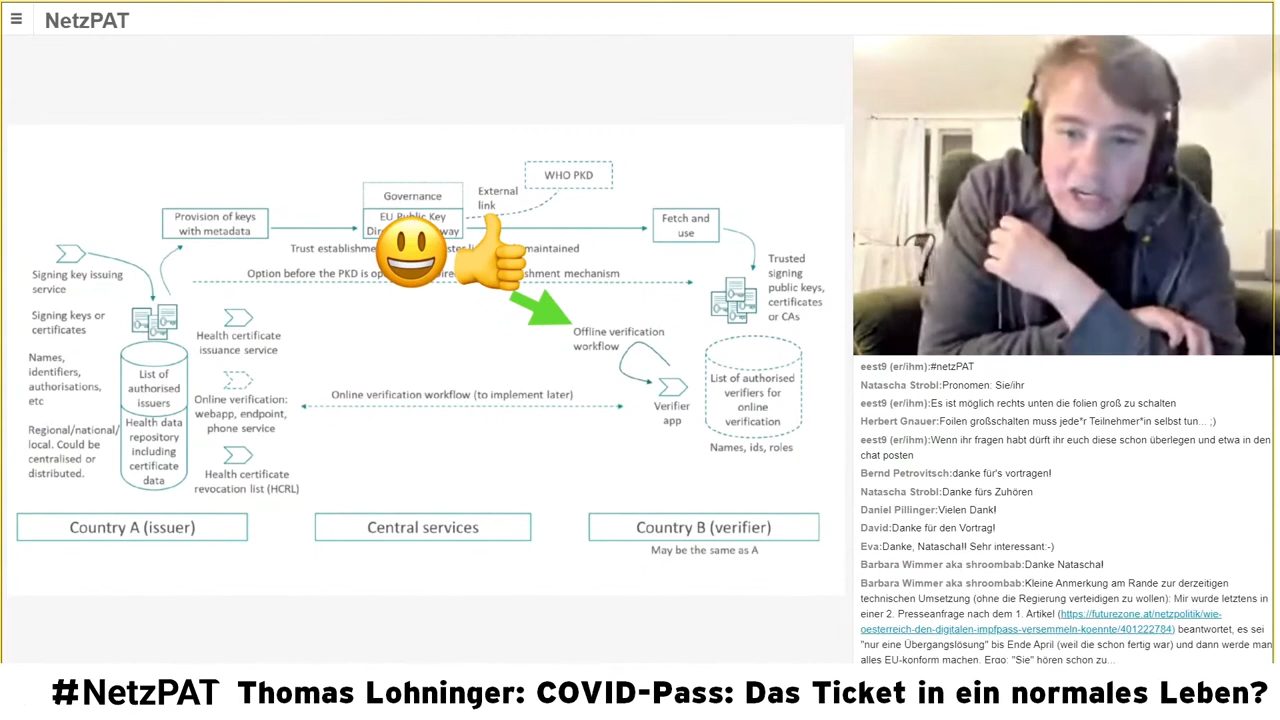 NetzPAT
WHO PKD
Governance
External
link
EU Public Key
Provision of keys
with metadata
Fetch and
use
Trust
maintained
Option before the PKD is
mechanism
Signing key issuing
service
Trusted
signing
public keys,
certificates
or CAs
Signing keys or
certificates
Health certificate
issuance service
Offline verification
workflow
Names,
identifiers,
authorisations,
etc
List of
authorised
issuers
Online verification:
webapp, endpoint,
phone service
Online verification workflow (to implement later)
Verifier
app
List of authorised
verifiers for
online
verification
Names, ids, roles
Regional/national/
local. Could be
centralised or
distributed.
Health data
repository
including
certificate
data
Health certificate
revocation list (HCRL)
Country A (issuer)
Central services
Country B (verifier)
May be the same as A
eest9 (er/ihm):#netzPAT
Natascha Strobl:Pronomen: Sie/ihr
eest9 (er/ihm):Es ist möglich rechts unten die folien groß zu schalten
Herbert Gnauer:Foilen großschalten muss jede*r Teilnehmer*in selbst tun... ;)
eest9 (er/ihm):Wenn ihr fragen habt dürft ihr euch diese schon überlegen und etwa in den
chat posten
Bernd Petrovitsch:danke für's vortragen!
Natascha Strobl:Danke fürs Zuhören
Daniel Pillinger:Vielen Dank!
David:Danke für den Vortrag!
Eva:Danke, Natascha!! Sehr interessant:-)
Barbara Wimmer aka shroombab:Danke Natascha!
Barbara Wimmer aka shroombab:Kleine Anmerkung am Rande zur derzeitigen
technischen Umsetzung (ohne die Regierung verteidigen zu wollen): Mir wurde letztens in
einer 2. Presseanfrage nach dem 1. Artikel (https://futurezone.at/netzpolitik/wie-
oesterreich-den-digitalen-impfpass-versemmeln-koennte/401222784) beantwortet, es sei
"nur eine Übergangslösung" bis Ende April (weil die schon fertig war) und dann werde man
alles EU-konform machen. Ergo: "Sie" hören schon zu...
#NetzPAT Thomas Lohninger: COVID-Pass: Das Ticket in ein normales Leben?